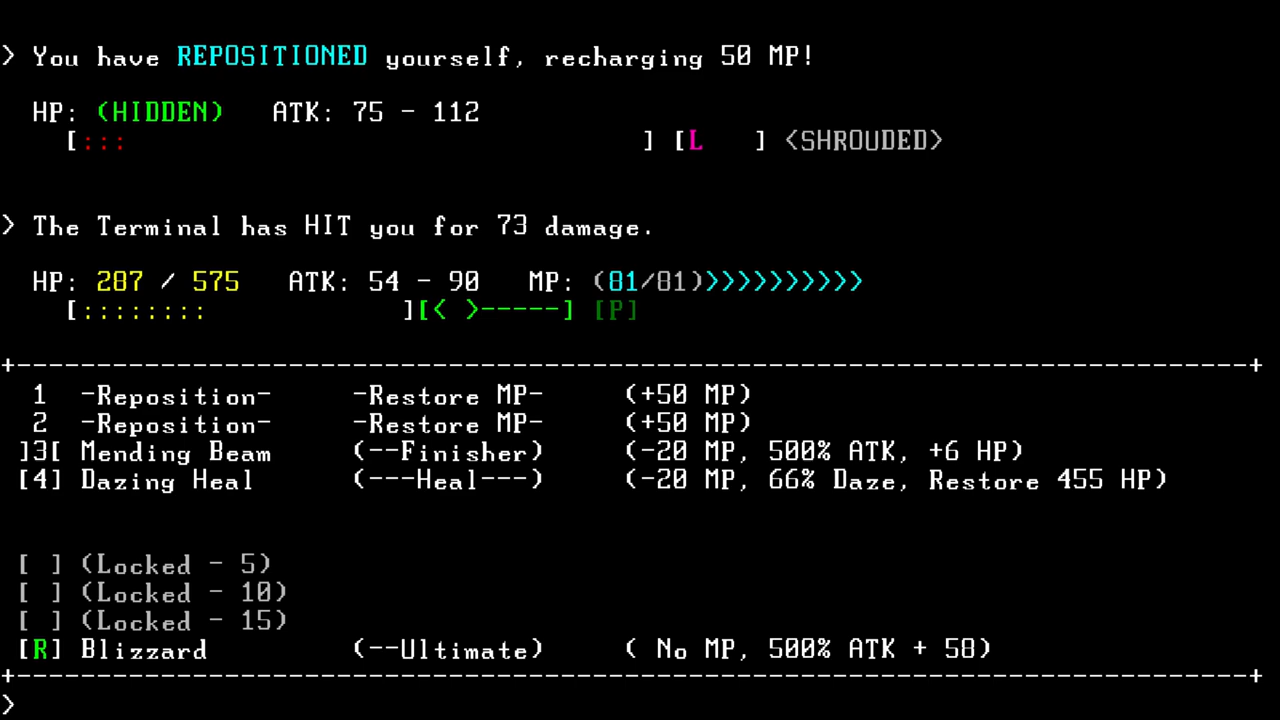 > You have REPOSITIONED yourself, recharging 50 MP!
HP: (HIDDEN) ATK: 75 - 112
[::: ] [L ] <SHROUDED>
> The Terminal has HIT you for 73 damage.
HP: 287 / 575 ATK: 54 - 90 MP: (81/81)>>>>>>>>>>
[:::::::: ][< >-----] [P]
+------------------------------------------------------------------------------+
1 -Reposition- -Restore MP- (+50 MP)
2 -Reposition- -Restore MP- (+50 MP)
]3[ Mending Beam (--Finisher) (-20 MP, 500% ATK, +6 HP)
[4] Dazing Heal (---Heal---) (-20 MP, 66% Daze, Restore 455 HP)
[ ] (Locked - 5)
[ ] (Locked - 10)
[ ] (Locked - 15)
[R] Blizzard (--Ultimate) ( No MP, 500% ATK + 58)
+------------------------------------------------------------------------------+
>